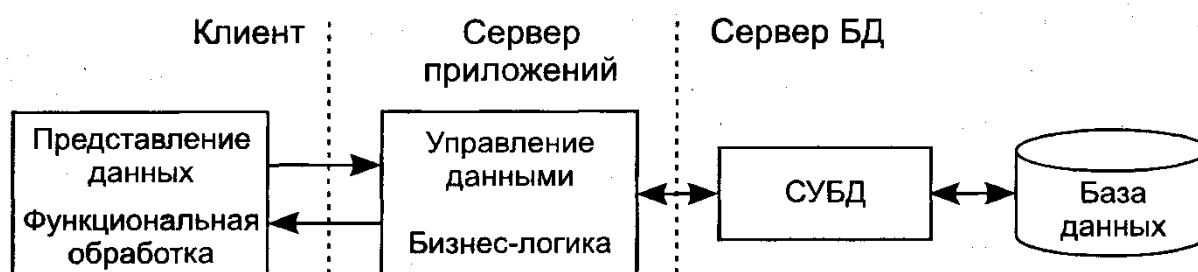 Клиент
Сервер
приложений
Сервер БД
Представление
данных
Функциональная
обработка
Управление
данными
Бизнес-логика
СУБД
База
данных